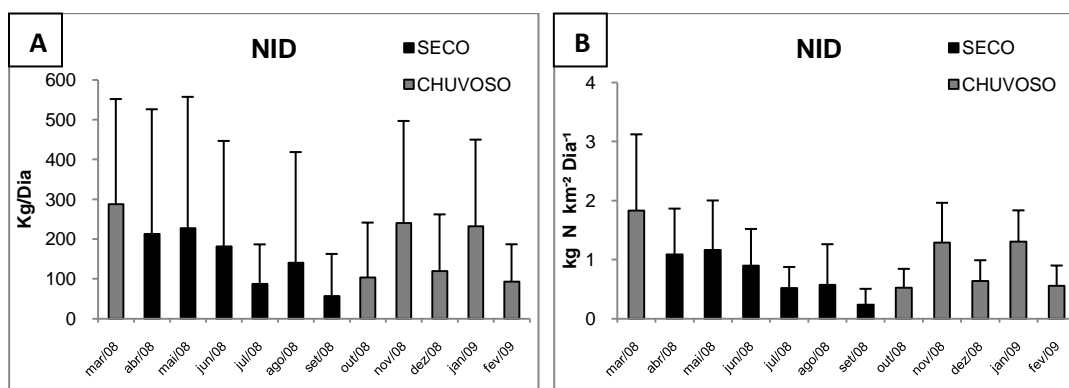 A
NID
SECO
CHUVOSO
600
500
400
300
200
100
0
Kg/Dia
mar/08
abr/08
mai/08
jun/08
jul/08
ago/08
set/08
out/08
nov/08
dez/08
jan/09
fev/09
B
NID
SECO
CHUVOSO
4
3
2
1
0
kg N km⁻² Dia⁻¹
mar/08
abr/08
mai/08
jun/08
jul/08
ago/08
set/08
out/08
nov/08
dez/08
jan/09
fev/09